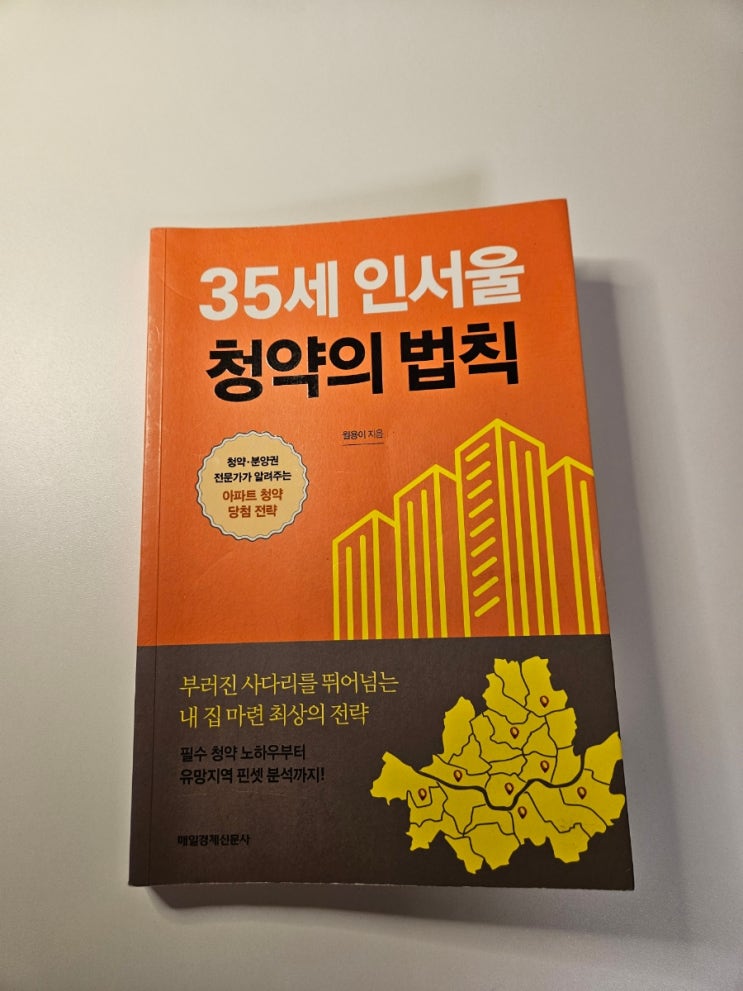 35세 인서울
청약의 법칙
월용이 지음
청약·분양권
전문가가 알려주는
아파트 청약
당첨 전략
부러진 사다리를 뛰어넘는
내 집 마련 최상의 전략
필수 청약 노하우부터
유망지역 핀셋 분석까지!
매일경제신문사